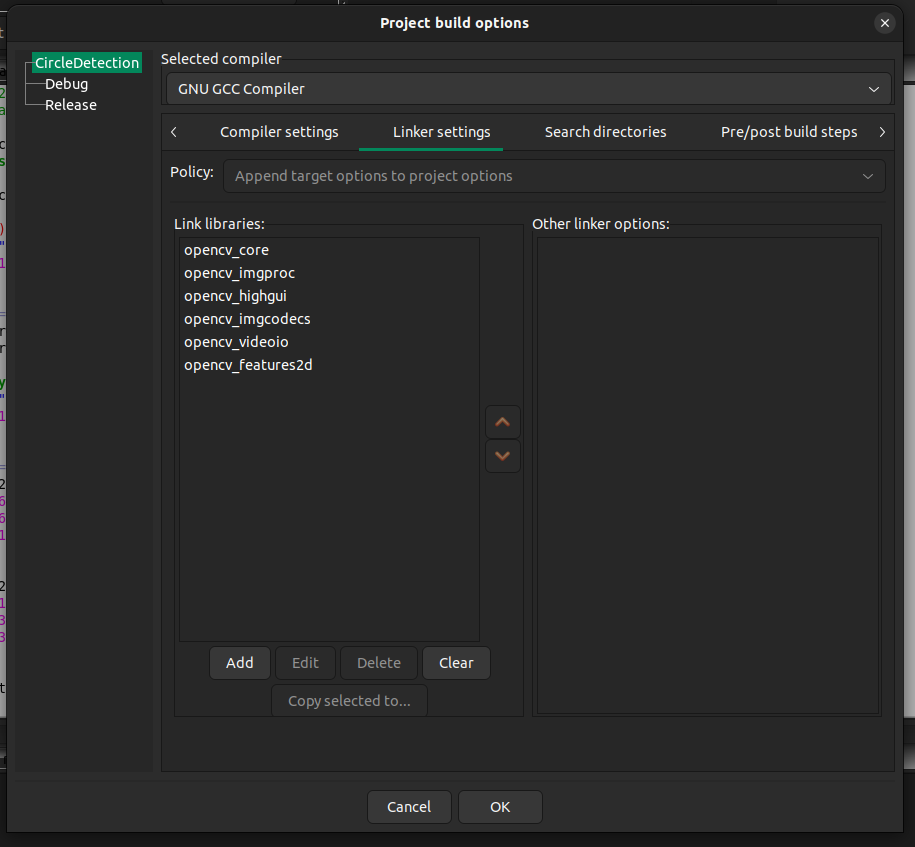 Project build options
CircleDetection
Debug
Release
Selected compiler
GNU GCC Compiler
Compiler settings
Linker settings
Search directories
Pre/post build steps
Policy:
Append target options to project options
Link libraries:
opencv_core
opencv_imgproc
opencv_highgui
opencv_imgcodecs
opencv_videoio
opencv_features2d
Other linker options:
Add
Edit
Delete
Clear
Copy selected to...
Cancel
OK